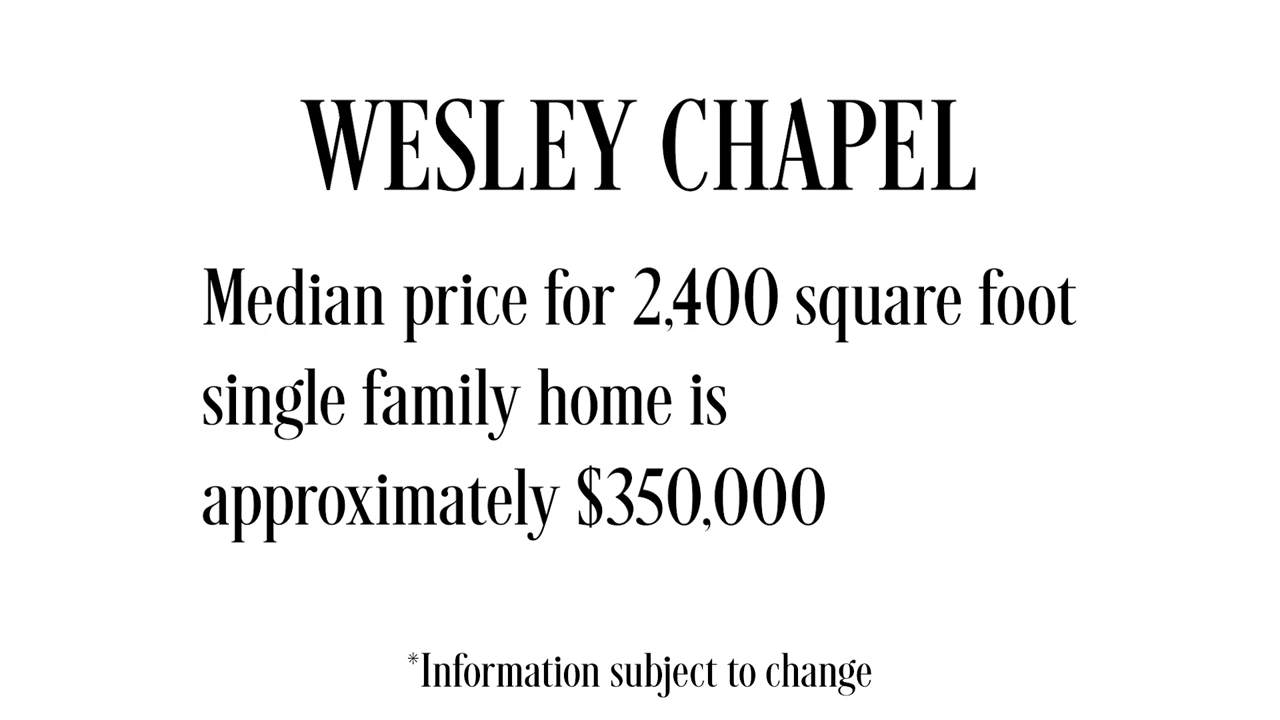 WESLEY CHAPEL
Median price for 2,400 square foot
single family home is
approximately $350,000
*Information subject to change